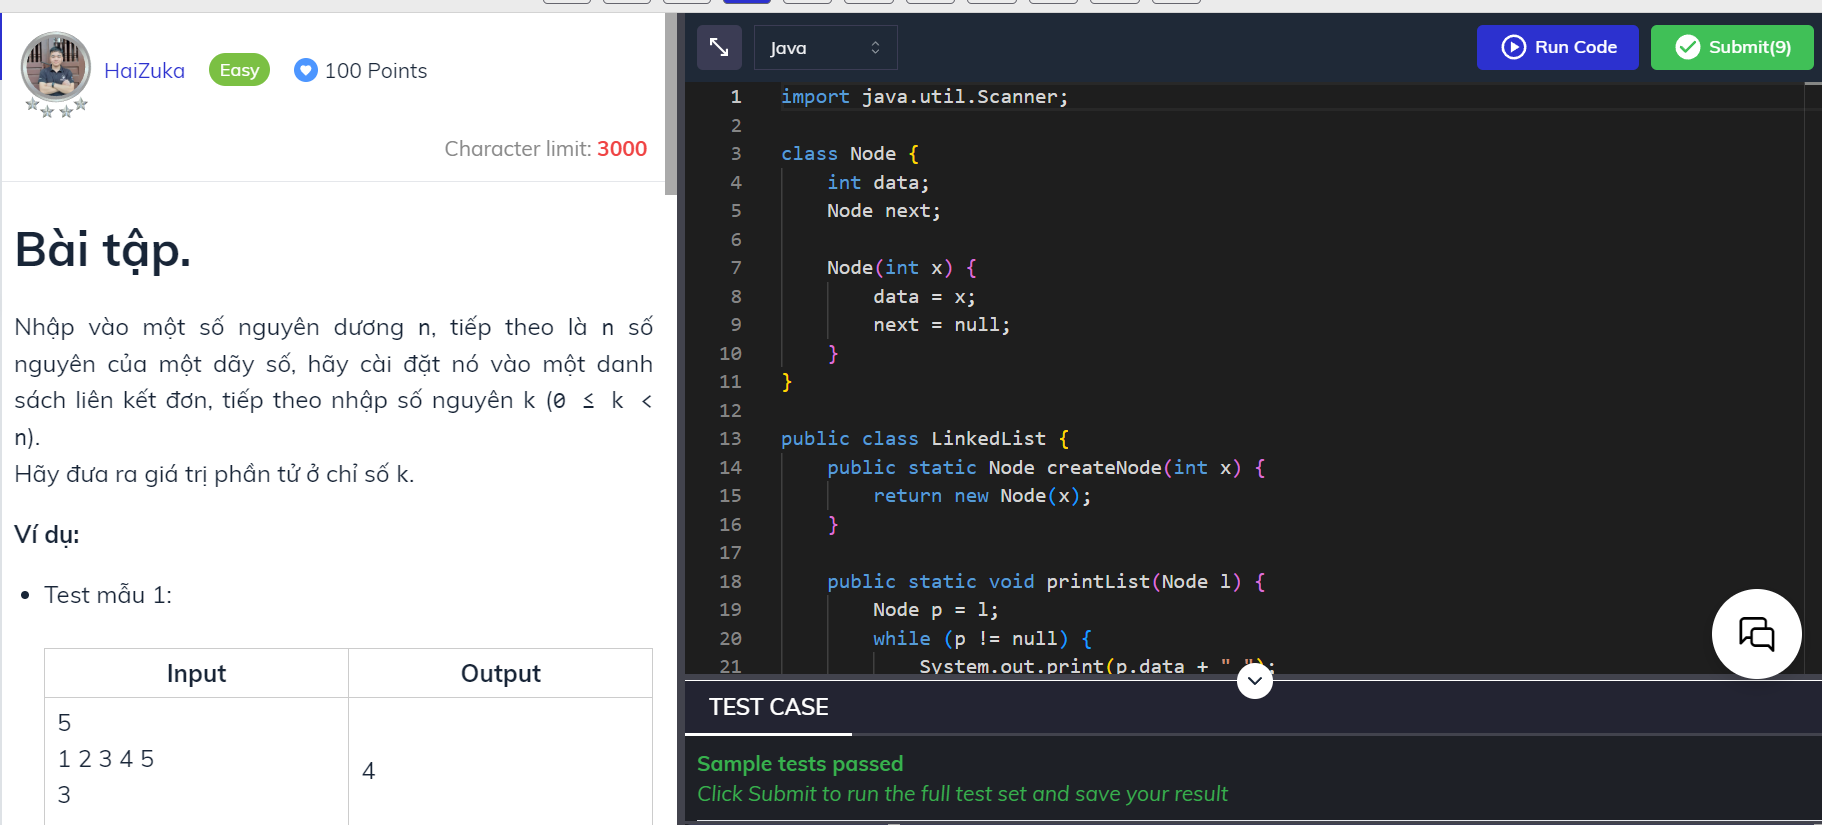 HaiZuka Easy 100 Points
Character limit: 3000
Bài tập.
Nhập vào một số nguyên dương n, tiếp theo là n số
nguyên của một dãy số, hãy cài đặt nó vào một danh
sách liên kết đơn, tiếp theo nhập số nguyên k (0 ≤ k <
n).
Hãy đưa ra giá trị phần tử ở chỉ số k.
Ví dụ:
• Test mẫu 1:
Input Output
5
1 2 3 4 5
3
4
Java
Run Code
Submit(9)
1 import java.util.Scanner;
2
3 class Node {
4 int data;
5 Node next;
6
7 Node(int x) {
8 data = x;
9 next = null;
10 }
11 }
12
13 public class LinkedList {
14 public static Node createNode(int x) {
15 return new Node(x);
16 }
17
18 public static void printList(Node l) {
19 Node p = l;
20 while (p != null) {
21 System.out.print(p.data + " ");
TEST CASE
Sample tests passed
Click Submit to run the full test set and save your result